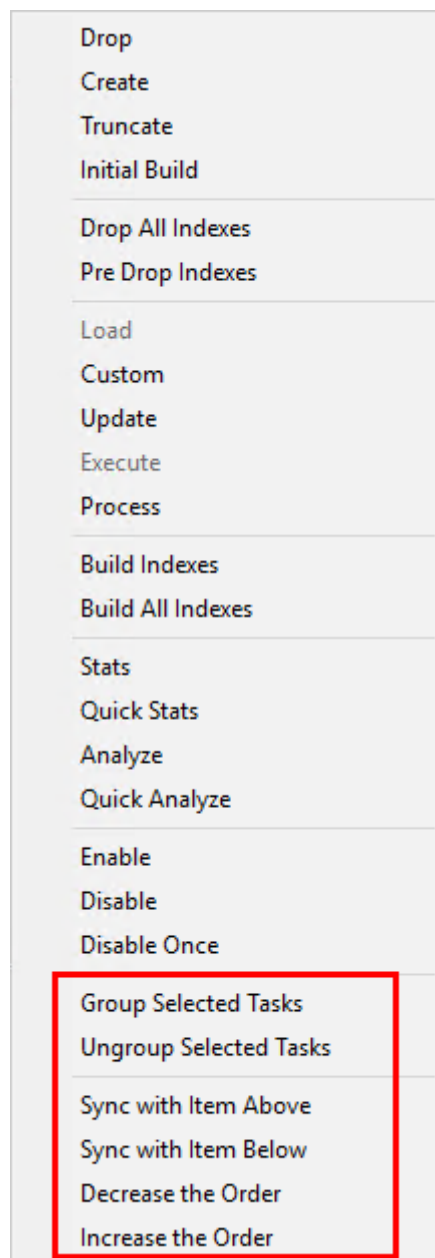 Drop
Create
Truncate
Initial Build
Drop All Indexes
Pre Drop Indexes
Load
Custom
Update
Execute
Process
Build Indexes
Build All Indexes
Stats
Quick Stats
Analyze
Quick Analyze
Enable
Disable
Disable Once
Group Selected Tasks
Ungroup Selected Tasks
Sync with Item Above
Sync with Item Below
Decrease the Order
Increase the Order